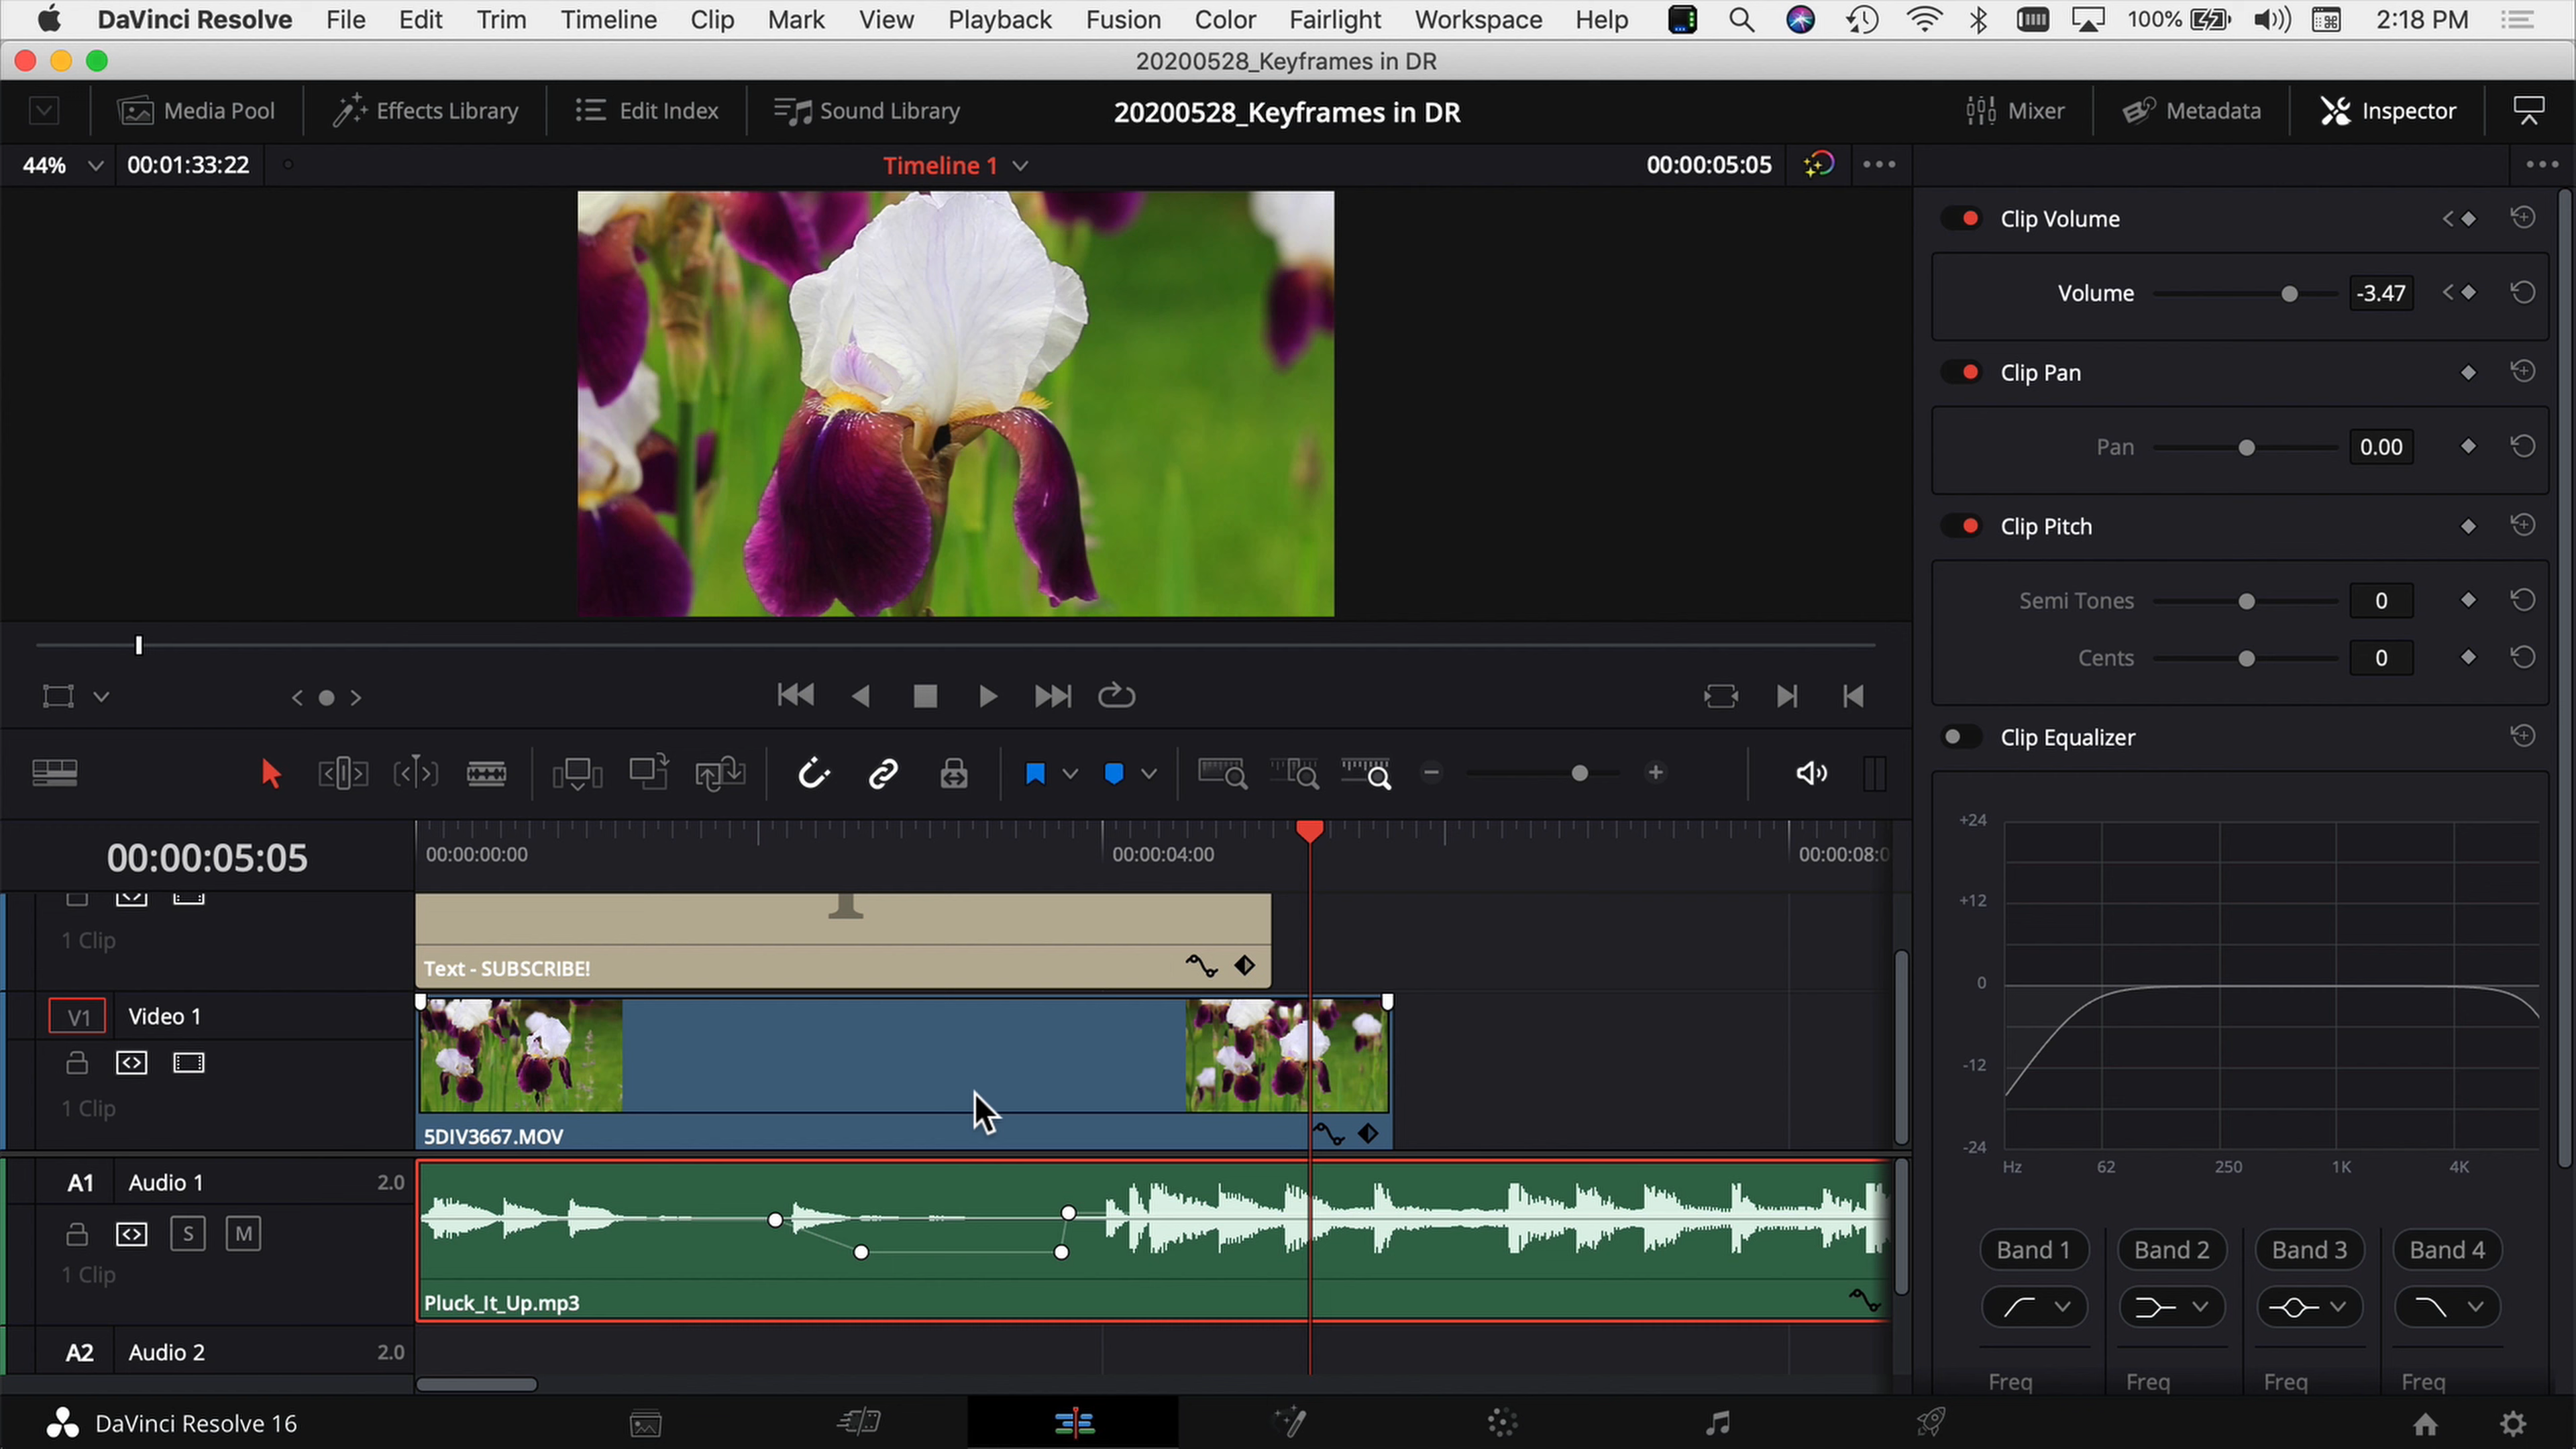 DaVinci Resolve File Edit Trim Timeline Clip Mark View Playback Fusion Color Fairlight Workspace Help 100% 2:18 PM
20200528_Keyframes in DR
Media Pool Effects Library Edit Index Sound Library 20200528_Keyframes in DR Mixer Metadata Inspector
44% 00:01:33:22 Timeline 1 00:00:05:05
Clip Volume
Volume -3.47
Clip Pan
Pan 0.00
Clip Pitch
Semi Tones 0
Cents 0
Clip Equalizer
+24
+12
0
-12
-24
Hz 62 250 1K 4K
Band 1 Band 2 Band 3 Band 4
Freq Freq Freq Freq
00:00:05:05 00:00:00:00 00:00:04:00 00:00:08:0
1 Clip
Text - SUBSCRIBE!
V1 Video 1
1 Clip
5DIV3667.MOV
A1 Audio 1 2.0
S M
1 Clip
Pluck_It_Up.mp3
A2 Audio 2 2.0
DaVinci Resolve 16